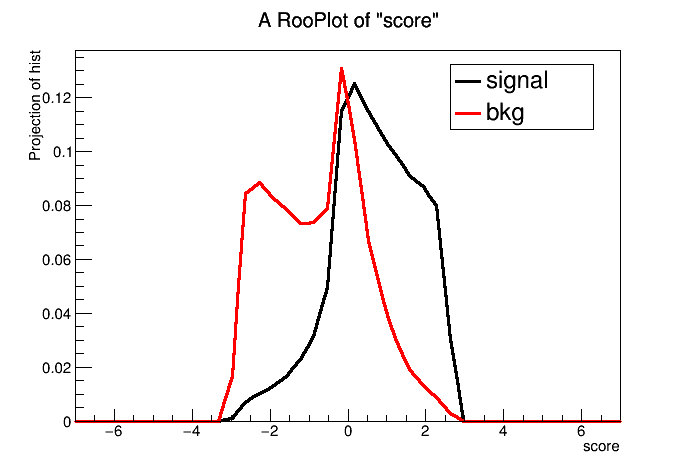 A RooPlot of "score"
Projection of hist
signal
bkg
0.12
0.1
0.08
0.06
0.04
0.02
0
−6 −4 −2 0 2 4 6
score